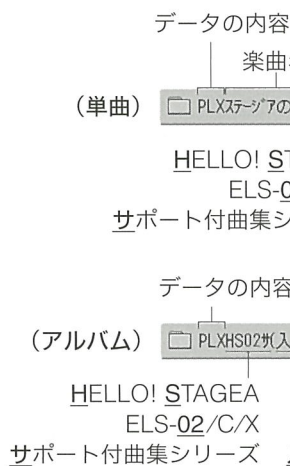 データの内容
楽曲
(単曲) PLXステージアの
HELLO! S
ELS-0
サポート付曲集シ
データの内容
(アルバム) PLXHS02サ(入
HELLO! STAGEA
ELS-02/C/X
サポート付曲集シリーズ